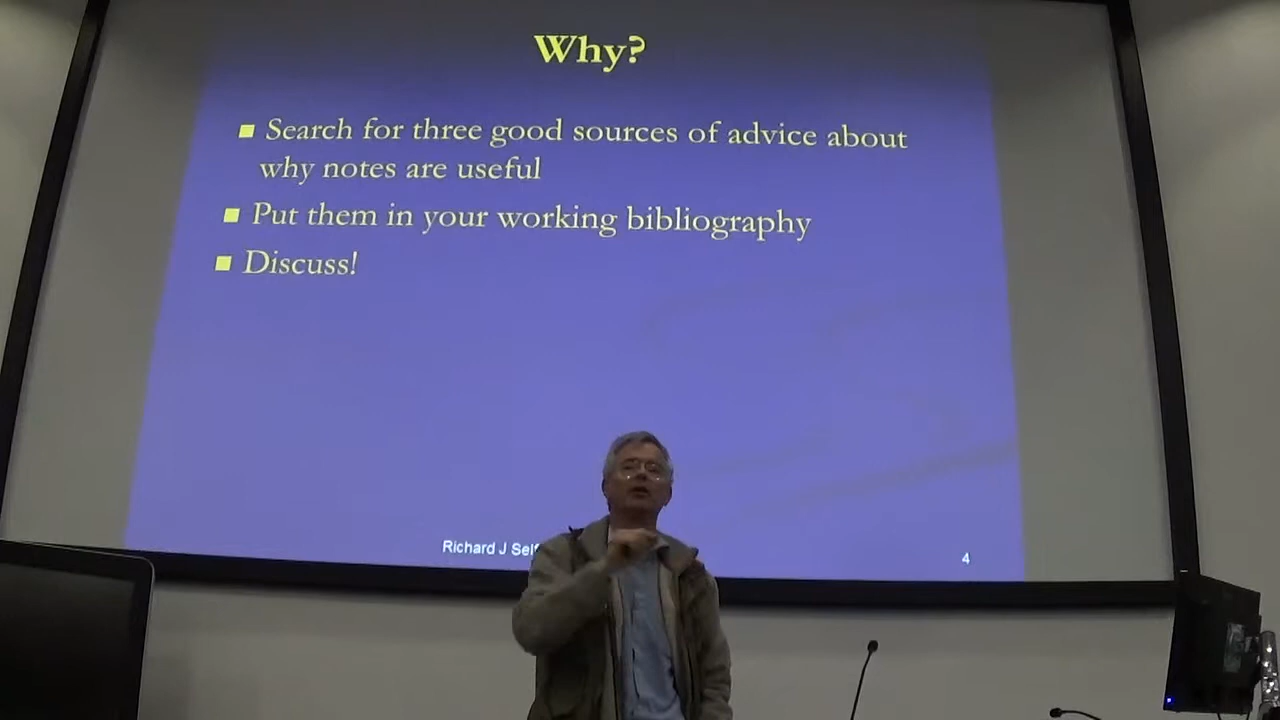 Why?
Search for three good sources of advice about
why notes are useful
Put them in your working bibliography
Discuss!
Richard J Self
4